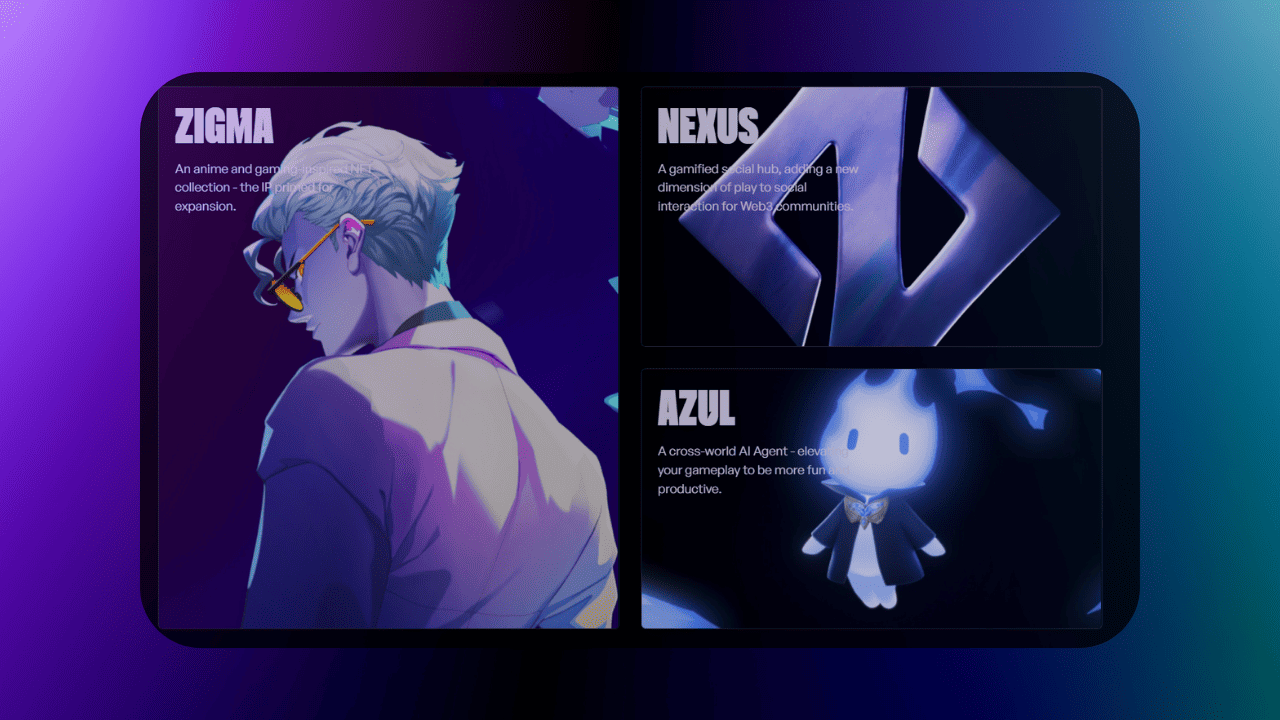 ZIGMA
An anime and gaming-inspired NFT
collection - the IP primed for
expansion.
NEXUS
A gamified social hub, adding a new
dimension of play to social
interaction for Web3 communities.
AZUL
A cross-world AI Agent - eleva
your gameplay to be more fun
productive.